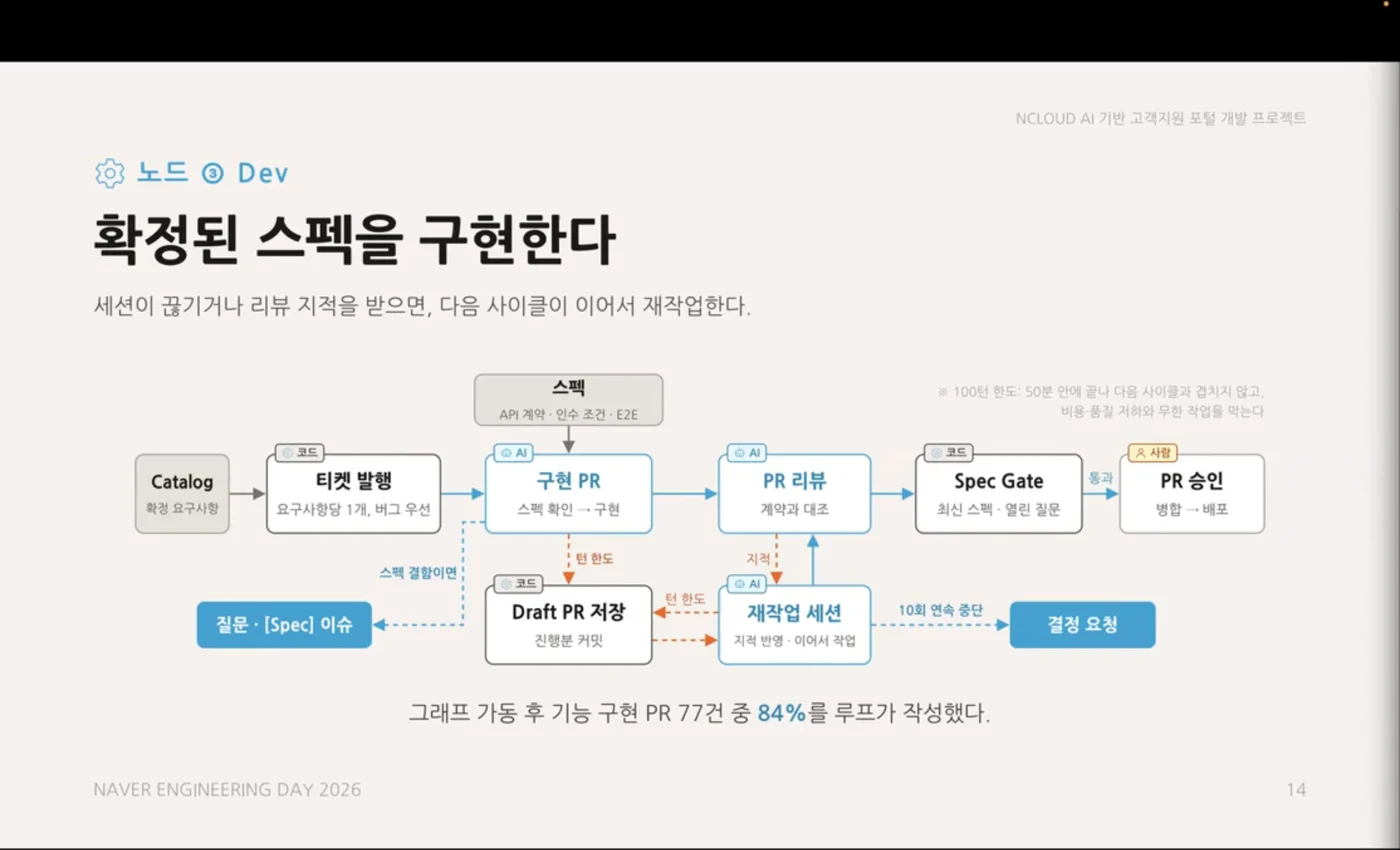 NCLOUD AI 기반 고객지원 포털 개발 프로젝트
노드 ③ Dev
확정된 스펙을 구현한다
세션이 끊기거나 리뷰 지적을 받으면, 다음 사이클이 이어서 재작업한다.
스펙
API 계약 · 인수 조건 · E2E
※ 100턴 한도: 50분 안에 끝나 다음 사이클과 겹치지 않고,
비용·품질 저하와 무한 작업을 막는다
Catalog
확정 요구사항
코드
티켓 발행
요구사항당 1개, 버그 우선
AI
구현 PR
스펙 확인 → 구현
AI
PR 리뷰
계약과 대조
코드
Spec Gate
최신 스펙 · 열린 질문
통과
사람
PR 승인
병합 → 배포
스펙 결함이면
턴 한도
지적
질문 · [Spec] 이슈
코드
Draft PR 저장
진행분 커밋
턴 한도
AI
재작업 세션
지적 반영 · 이어서 작업
10회 연속 중단
결정 요청
그래프 가동 후 기능 구현 PR 77건 중 84%를 루프가 작성했다.
NAVER ENGINEERING DAY 2026
14